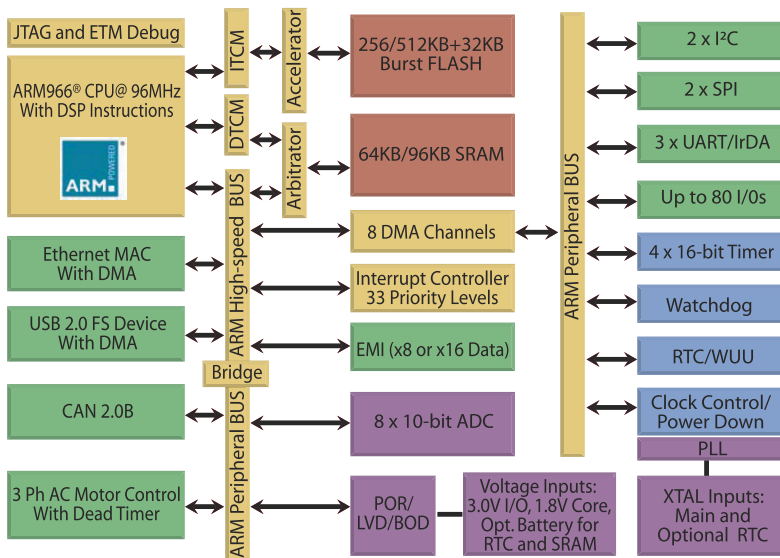 JTAG and ETM Debug
ARM966® CPU@ 96MHz
With DSP Instructions
ARM
POWERED
®
Ethernet MAC
With DMA
USB 2.0 FS Device
With DMA
CAN 2.0B
3 Ph AC Motor Control
With Dead Timer
ITCM
DTCM
Accelerator
Arbitrator
ARM High-speed BUS
Bridge
ARM Peripheral BUS
256/512KB+32KB
Burst FLASH
64KB/96KB SRAM
8 DMA Channels
Interrupt Controller
33 Priority Levels
EMI (x8 or x16 Data)
8 x 10-bit ADC
POR/
LVD/BOD
Voltage Inputs:
3.0V I/O, 1.8V Core,
Opt. Battery for
RTC and SRAM
ARM Peripheral BUS
2 x I²C
2 x SPI
3 x UART/IrDA
Up to 80 I/0s
4 x 16-bit Timer
Watchdog
RTC/WUU
Clock Control/
Power Down
PLL
XTAL Inputs:
Main and
Optional RTC